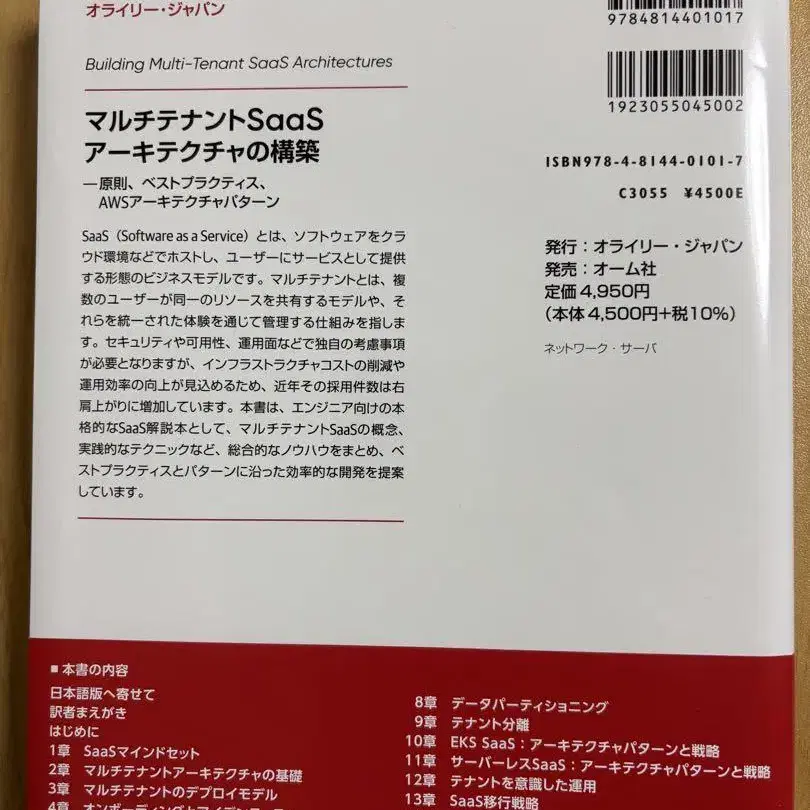 オライリー・ジャパン
Building Multi-Tenant SaaS Architectures
マルチテナントSaaS
アーキテクチャの構築
―原則、ベストプラクティス、
AWSアーキテクチャパターン
SaaS（Software as a Service）とは、ソフトウェアをクラ
ウド環境などでホストし、ユーザーにサービスとして提供
する形態のビジネスモデルです。マルチテナントとは、複
数のユーザーが同一のリソースを共有するモデルや、そ
れらを統一された体験を通じて管理する仕組みを指しま
す。セキュリティや可用性、運用面などで独自の考慮事項
が必要となりますが、インフラストラクチャコストの削減や
運用効率の向上が見込めるため、近年その採用件数は右
肩上がりに増加しています。本書は、エンジニア向けの本
格的なSaaS解説本として、マルチテナントSaaSの概念、
実践的なテクニックなど、総合的なノウハウをまとめ、ベ
ストプラクティスとパターンに沿った効率的な開発を提案
しています。
9784814401017
1923055045002
ISBN978-4-8144-0101-7
C3055 ¥4500E
発行：オライリー・ジャパン
発売：オーム社
定価4,950円
（本体4,500円+税10%）
ネットワーク・サーバ
■ 本書の内容
日本語版へ寄せて
訳者まえがき
はじめに
1章 SaaSマインドセット
2章 マルチテナントアーキテクチャの基礎
3章 マルチテナントのデプロイモデル
4章
8章 データパーティショニング
9章 テナント分離
10章 EKS SaaS：アーキテクチャパターンと戦略
11章 サーバーレスSaaS：アーキテクチャパターンと戦略
12章 テナントを意識した運用
13章 SaaS移行戦略